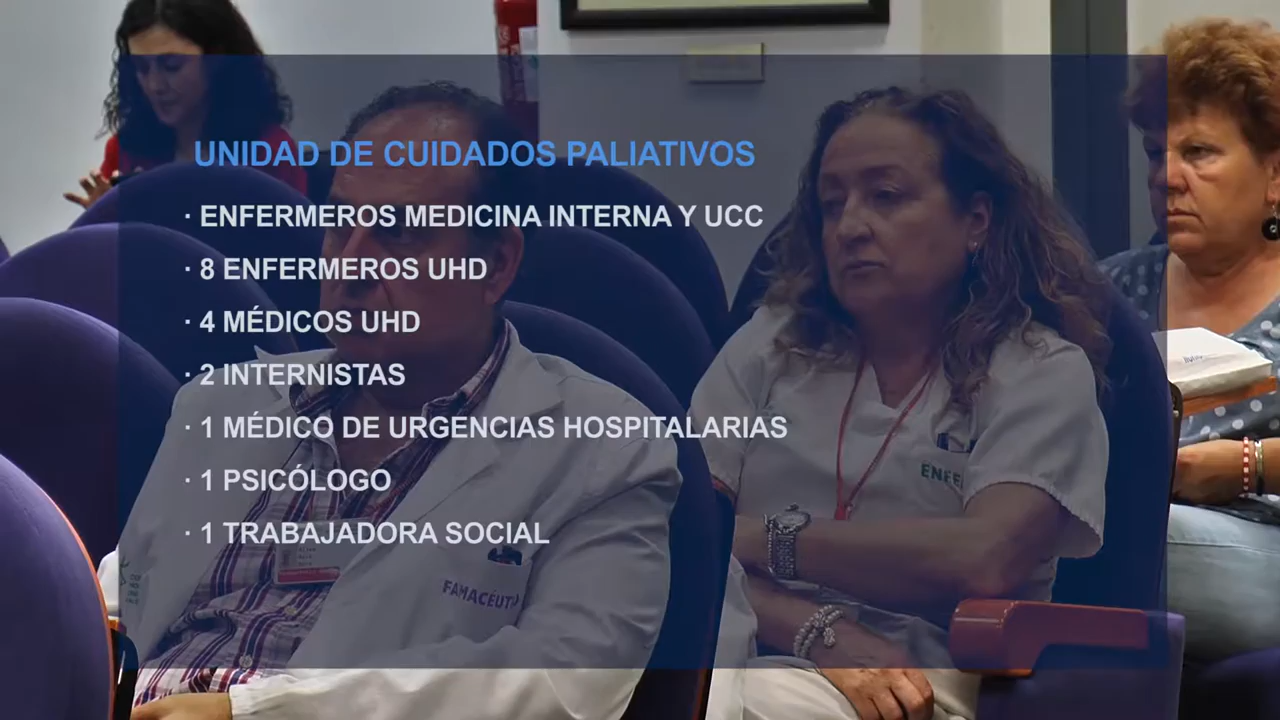 UNIDAD DE CUIDADOS PALIATIVOS
· ENFERMEROS MEDICINA INTERNA Y UCC
· 8 ENFERMEROS UHD
· 4 MÉDICOS UHD
· 2 INTERNISTAS
· 1 MÉDICO DE URGENCIAS HOSPITALARIAS
· 1 PSICÓLOGO
· 1 TRABAJADORA SOCIAL
FARMACÉUT
ENFE